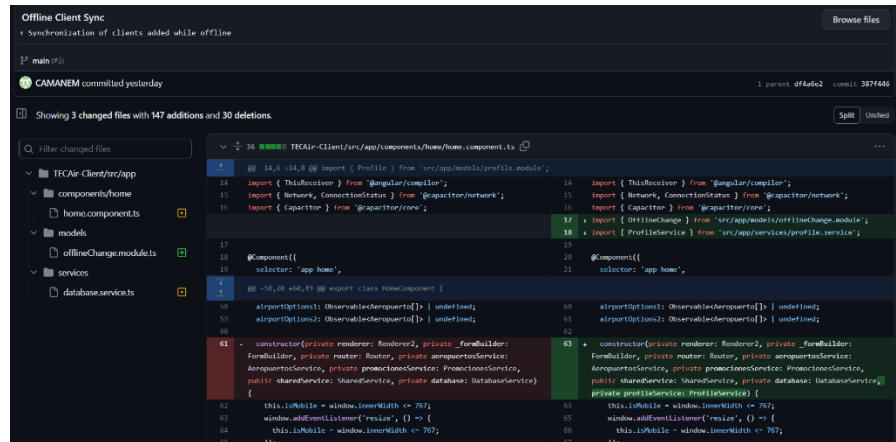 Offline Client Sync
Browse files
+ Synchronization of clients added while offline
main (#3)
CAMANEM committed yesterday
1 parent df4a6e2 commit 387f446
Showing 3 changed files with 147 additions and 30 deletions.
Split Unified
Filter changed files
TECAir-Client/src/app
components/home
home.component.ts
models
offlineChange.module.ts
services
database.service.ts
36 TECAir-Client/src/app/components/home/home.component.ts
@@ -14,6 +14,8 @@ import { Profile } from 'src/app/models/profile.module';
14 import { ThisReceiver } from '@angular/compiler';
15 import { Network, ConnectionStatus } from '@capacitor/network';
16 import { Capacitor } from '@capacitor/core';
17
18 @Component({
19 selector: 'app-home',
14 import { ThisReceiver } from '@angular/compiler';
15 import { Network, ConnectionStatus } from '@capacitor/network';
16 import { Capacitor } from '@capacitor/core';
17 + import { OfflineChange } from 'src/app/models/offlineChange.module';
18 + import { ProfileService } from 'src/app/services/profile.service';
19
20 @Component({
21 selector: 'app-home',
@@ -58,20 +60,49 @@ export class HomeComponent {
58 airportOptions1: Observable<Aeropuerto[]> | undefined;
59 airportOptions2: Observable<Aeropuerto[]> | undefined;
60
61 - constructor(private renderer: Renderer2, private _formBuilder:
FormBuilder, private router: Router, private aeropuertosService:
AeropuertosService, private promocionesService: PromocionesService,
public sharedService: SharedService, private database: DatabaseService)
{
62 this.isMobile = window.innerWidth <= 767;
63 window.addEventListener('resize', () => {
64 this.isMobile = window.innerWidth <= 767;
60 airportOptions1: Observable<Aeropuerto[]> | undefined;
61 airportOptions2: Observable<Aeropuerto[]> | undefined;
62
63 + constructor(private renderer: Renderer2, private _formBuilder:
FormBuilder, private router: Router, private aeropuertosService:
AeropuertosService, private promocionesService: PromocionesService,
public sharedService: SharedService, private database: DatabaseService,
private profileService: ProfileService) {
64 this.isMobile = window.innerWidth <= 767;
65 window.addEventListener('resize', () => {
66 this.isMobile = window.innerWidth <= 767;